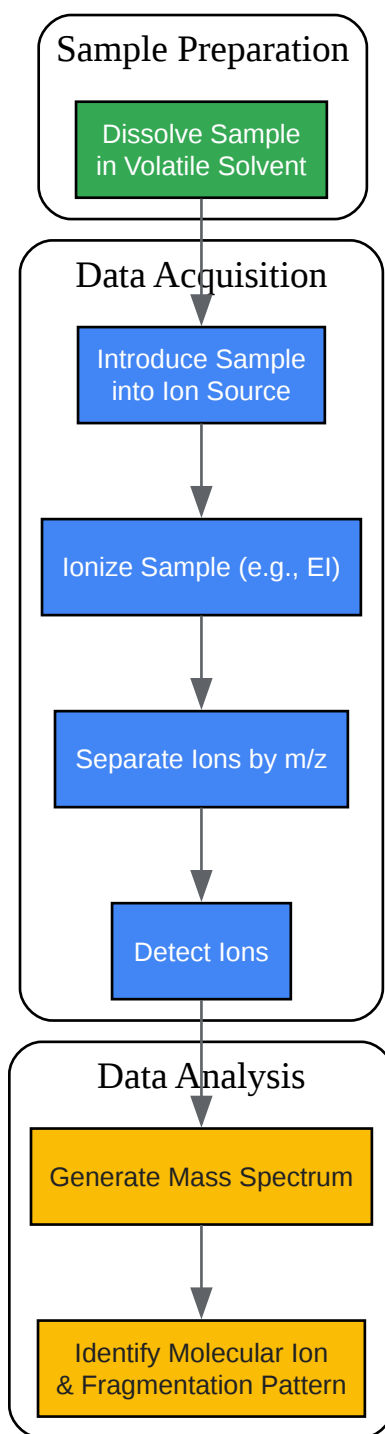 Sample Preparation
Dissolve Sample
in Volatile Solvent
Data Acquisition
Introduce Sample
into Ion Source
Ionize Sample (e.g., EI)
Separate Ions by m/z
Detect Ions
Data Analysis
Generate Mass Spectrum
Identify Molecular Ion
& Fragmentation Pattern